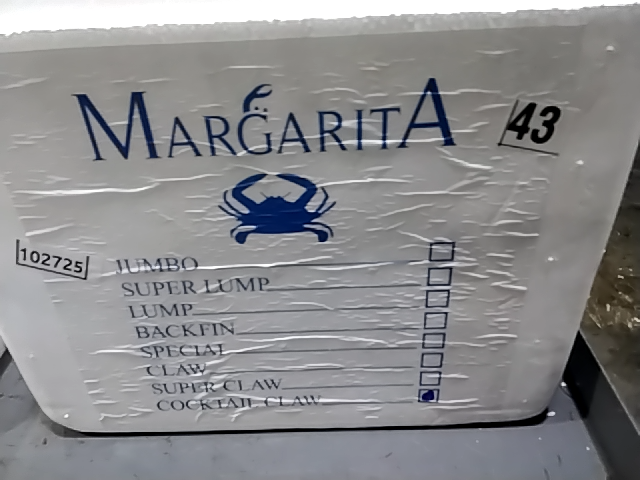 MARGARITA
43
102725
JUMBO
SUPER LUMP
LUMP
BACKFIN
SPECIAL
CLAW
SUPER CLAW
COCKTAIL CLAW